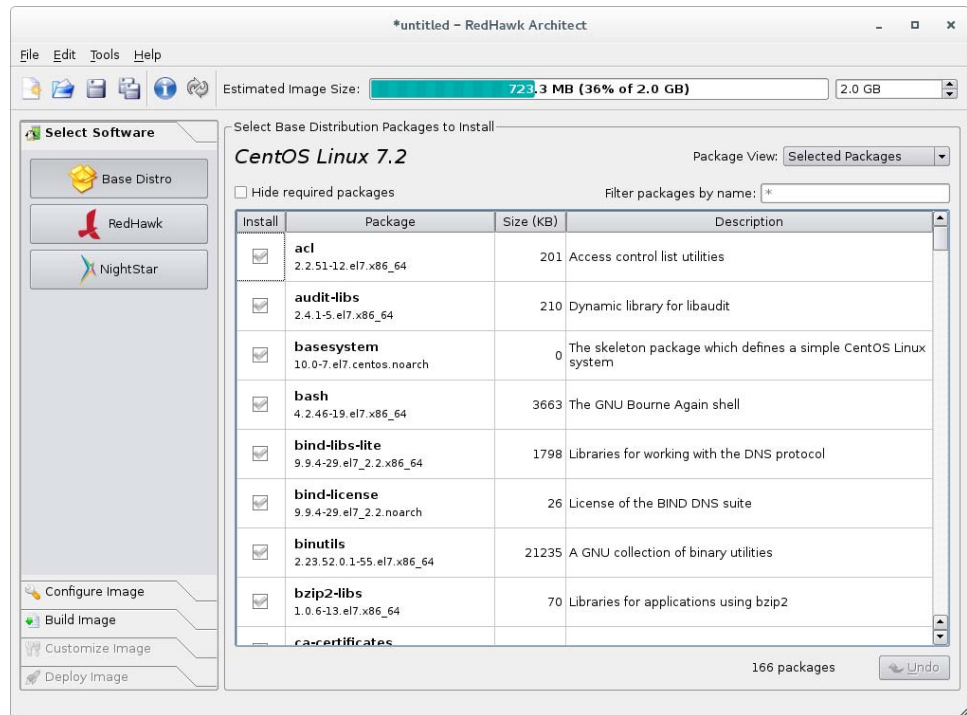 *untitled – RedHawk Architect
File Edit Tools Help
Estimated Image Size: 723.3 MB (36% of 2.0 GB) 2.0 GB
Select Software
Base Distro
RedHawk
NightStar
Configure Image
Build Image
Customize Image
Deploy Image
Select Base Distribution Packages to Install
CentOS Linux 7.2
Package View: Selected Packages
Hide required packages
Filter packages by name: *
Install Package Size (KB) Description
acl
2.2.51-12.el7.x86_64
201 Access control list utilities
audit-libs
2.4.1-5.el7.x86_64
210 Dynamic library for libaudit
basesystem
10.0-7.el7.centos.noarch
0 The skeleton package which defines a simple CentOS Linux
system
bash
4.2.46-19.el7.x86_64
3663 The GNU Bourne Again shell
bind-libs-lite
9.9.4-29.el7_2.2.x86_64
1798 Libraries for working with the DNS protocol
bind-license
9.9.4-29.el7_2.2.noarch
26 License of the BIND DNS suite
binutils
2.23.52.0.1-55.el7.x86_64
21235 A GNU collection of binary utilities
bzip2-libs
1.0.6-13.el7.x86_64
70 Libraries for applications using bzip2
ca-certificates
166 packages
Undo